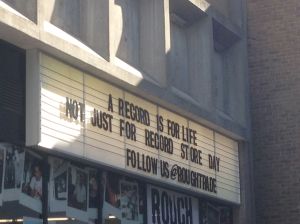 A RECORD IS FOR LIFE
NOT JUST FOR RECORD STORE DAY
FOLLOW US @ROUGHTRADE
ROUGH